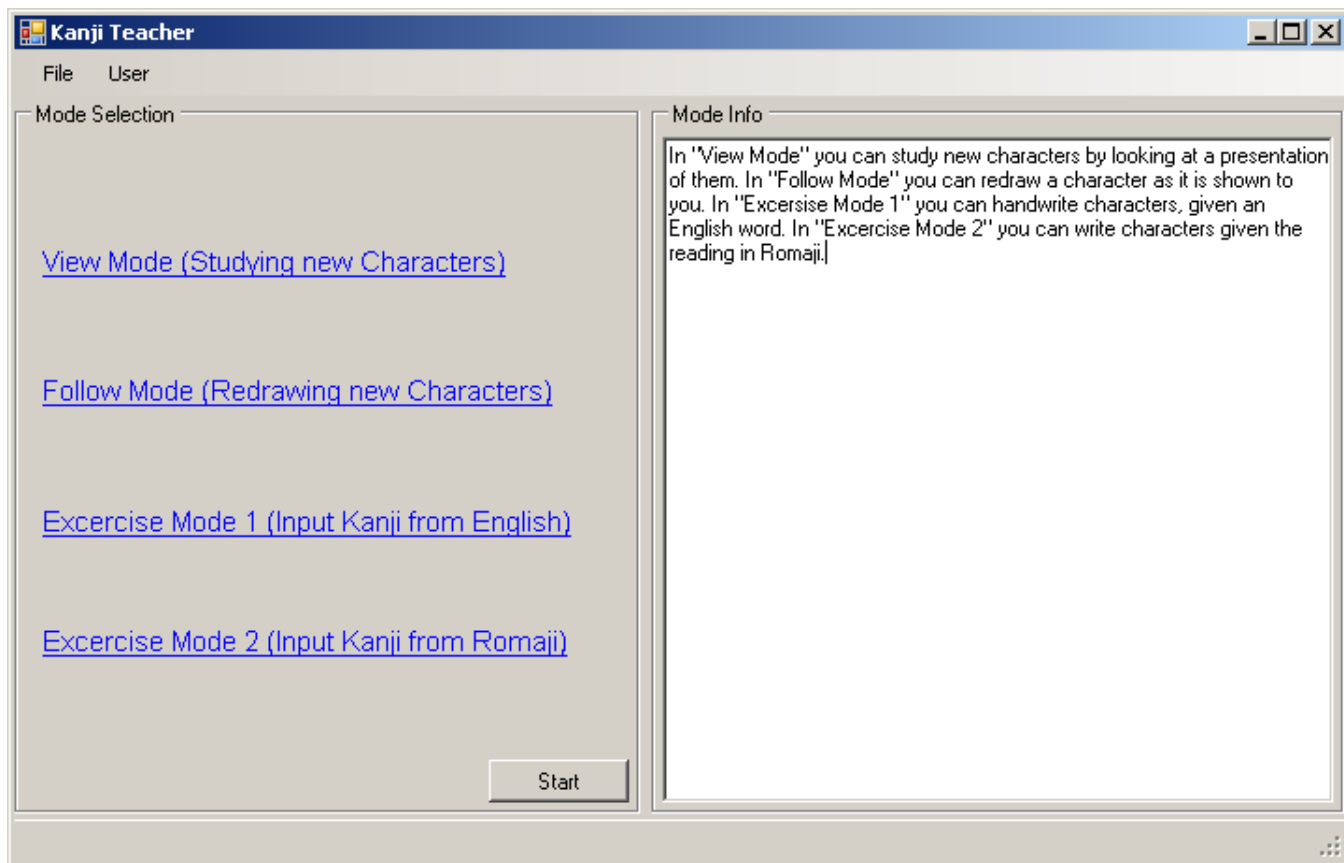 Kanji Teacher
File User
Mode Selection
View Mode (Studying new Characters)
Follow Mode (Redrawing new Characters)
Excercise Mode 1 (Input Kanji from English)
Excercise Mode 2 (Input Kanji from Romaji)
Start
Mode Info
In "View Mode" you can study new characters by looking at a presentation
of them. In "Follow Mode" you can redraw a character as it is shown to
you. In "Excersise Mode 1" you can handwrite characters, given an
English word. In "Excercise Mode 2" you can write characters given the
reading in Romaji.